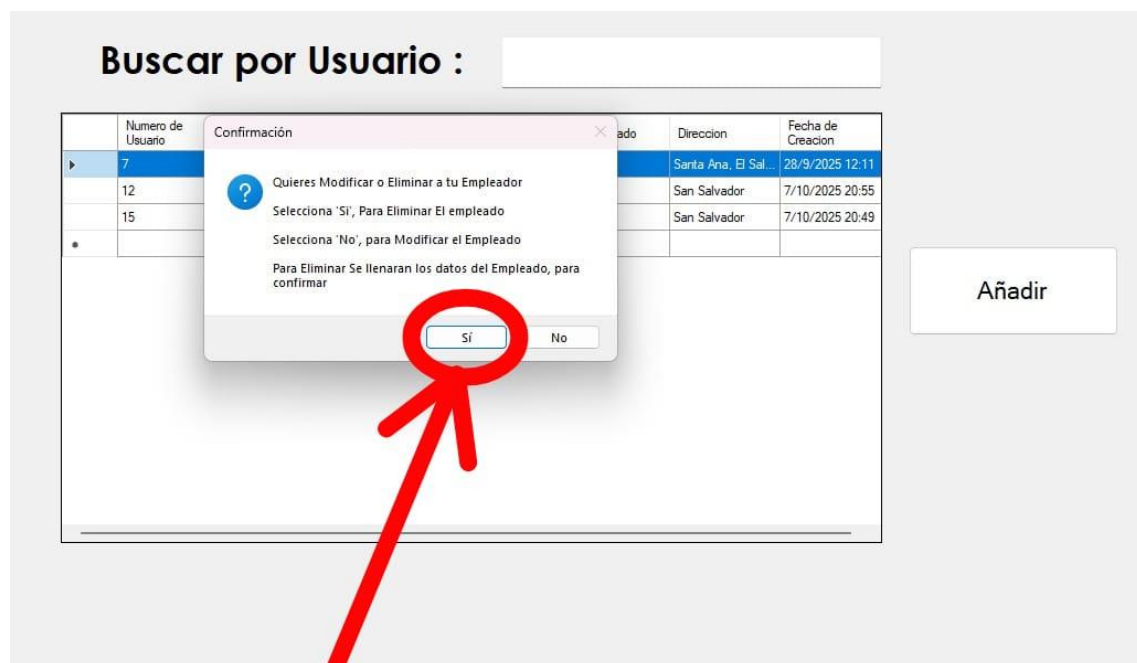 Buscar por Usuario :
Numero de
Usuario
Confirmación
ado
Direccion
Fecha de
Creacion
7
Santa Ana, El Sal...
28/9/2025 12:11
12
San Salvador
7/10/2025 20:55
15
San Salvador
7/10/2025 20:49
Quieres Modificar o Eliminar a tu Empleador
Selecciona 'Si', Para Eliminar El empleado
Selecciona 'No', para Modificar el Empleado
Para Eliminar Se llenaran los datos del Empleado, para
confirmar
Sí
No
Añadir